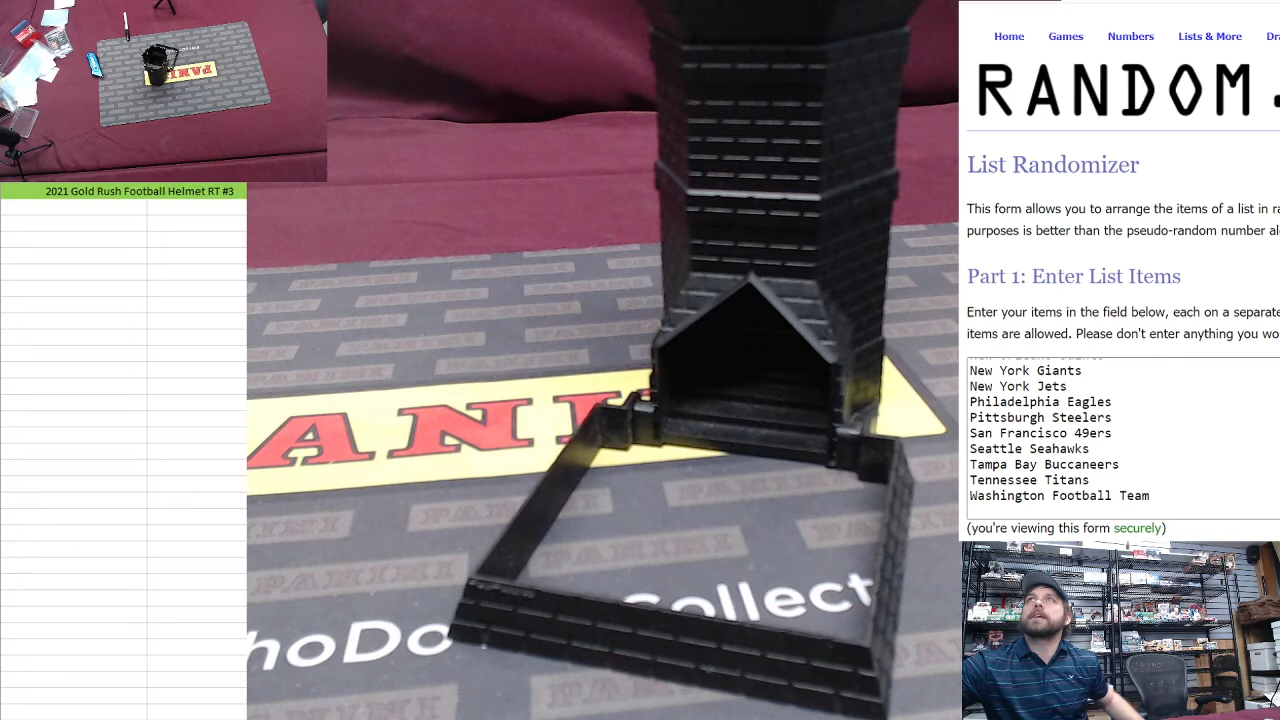 2021 Gold Rush Football Helmet RT #3
PANI
Collect
hoDo
PANINI
Home Games Numbers Lists & More Dr
RANDOM.
List Randomizer
This form allows you to arrange the items of a list in
purposes is better than the pseudo-random number
Part 1: Enter List Items
Enter your items in the field below, each on a separate
items are allowed. Please don't enter anything you
New York Giants
New York Jets
Philadelphia Eagles
Pittsburgh Steelers
San Francisco 49ers
Seattle Seahawks
Tampa Bay Buccaneers
Tennessee Titans
Washington Football Team
(you're viewing this form securely)